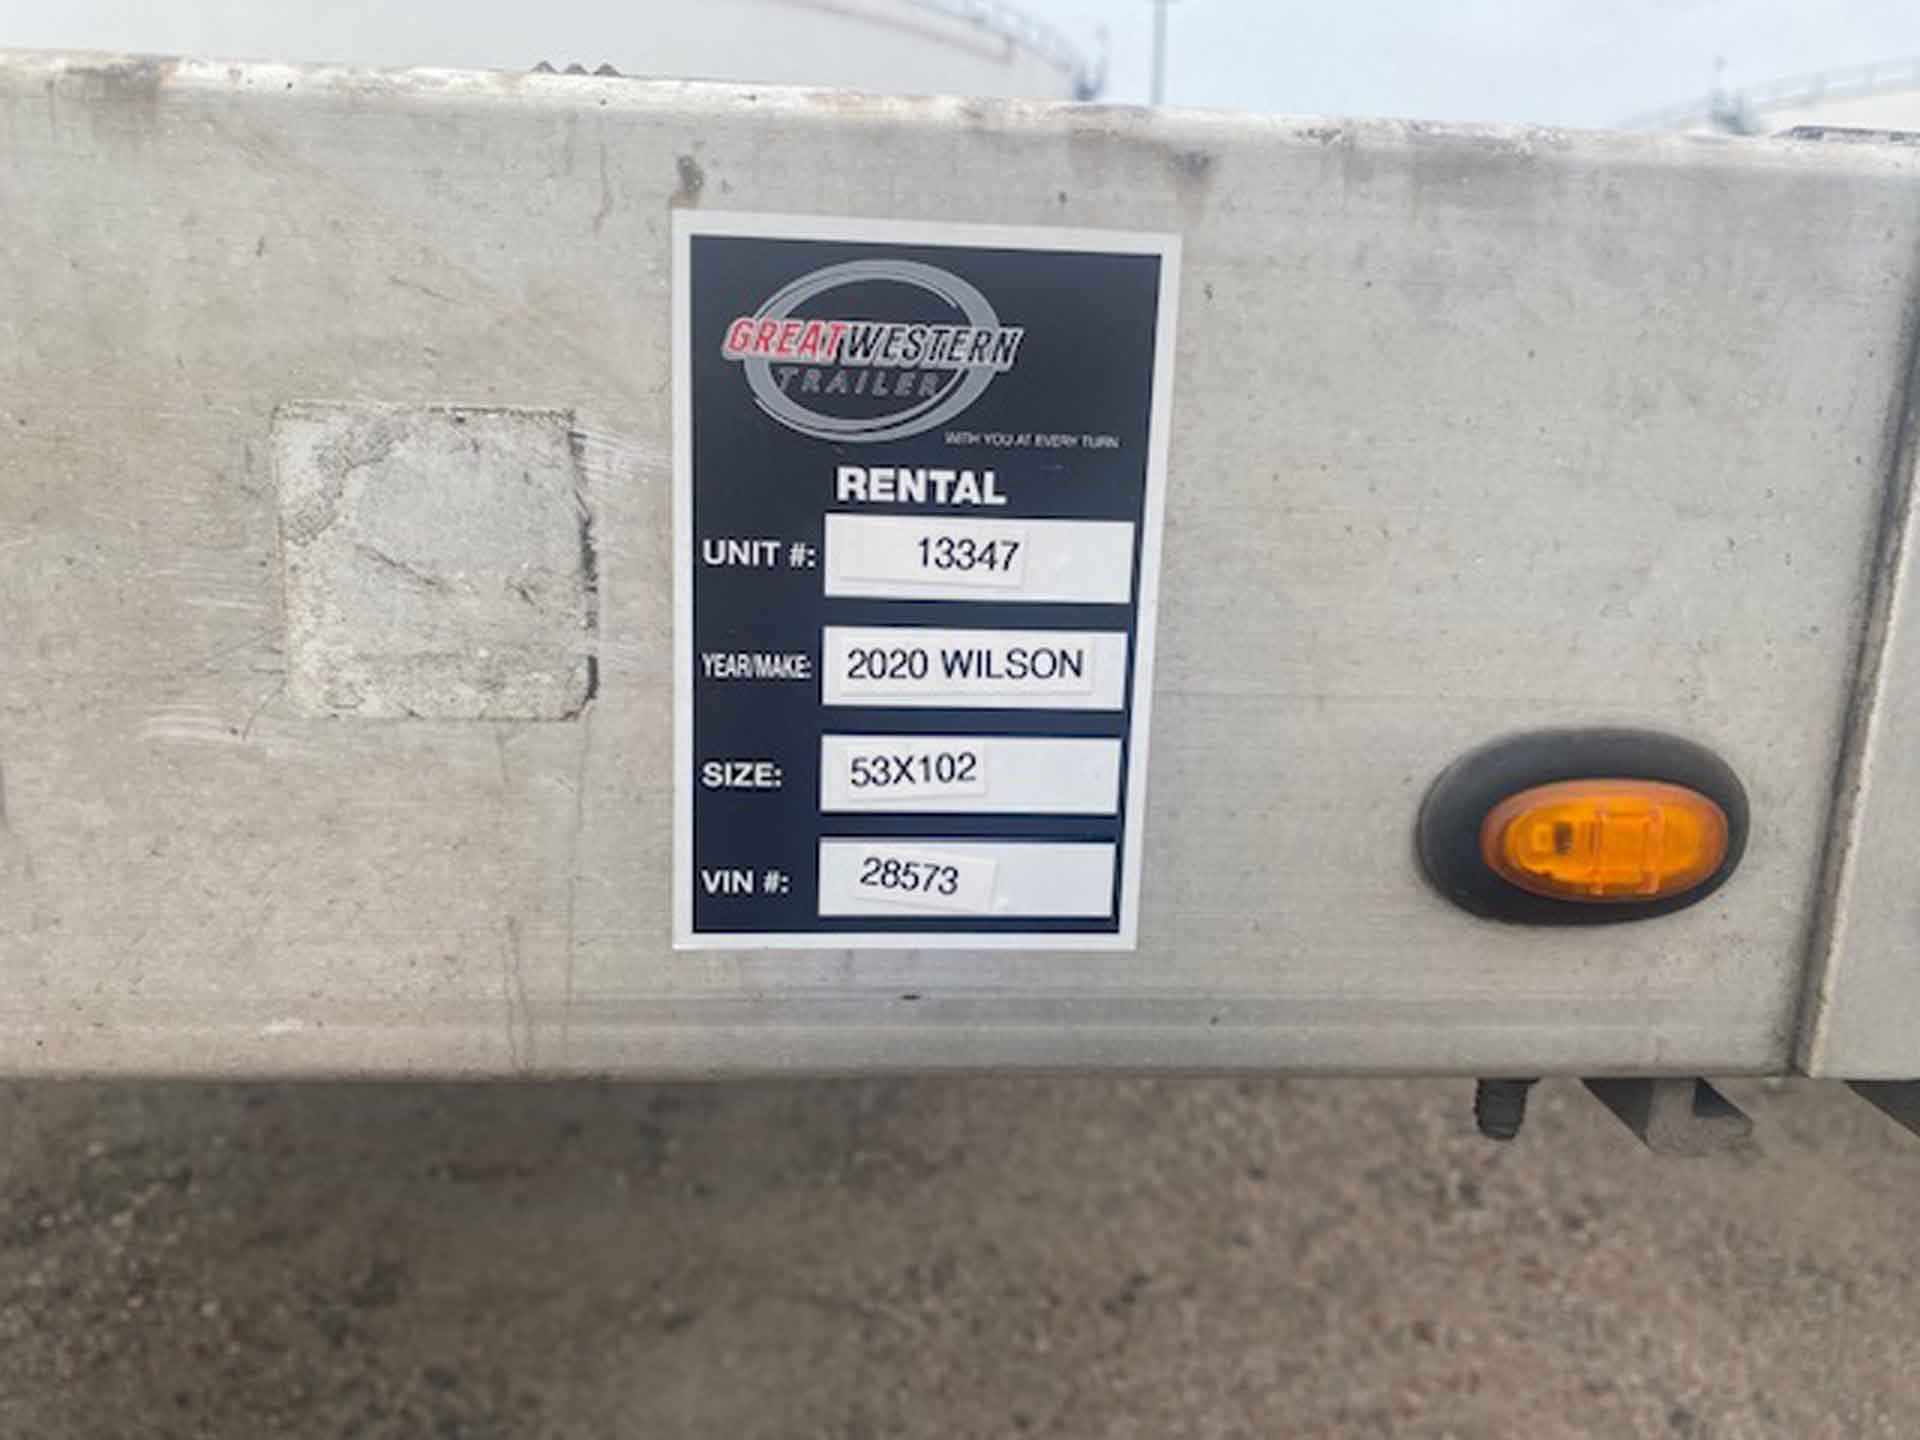 GREAT WESTERN
TRAILER
WITH YOU AT EVERY TURN
RENTAL
UNIT #: 13347
YEAR/MAKE: 2020 WILSON
SIZE: 53X102
VIN #: 28573